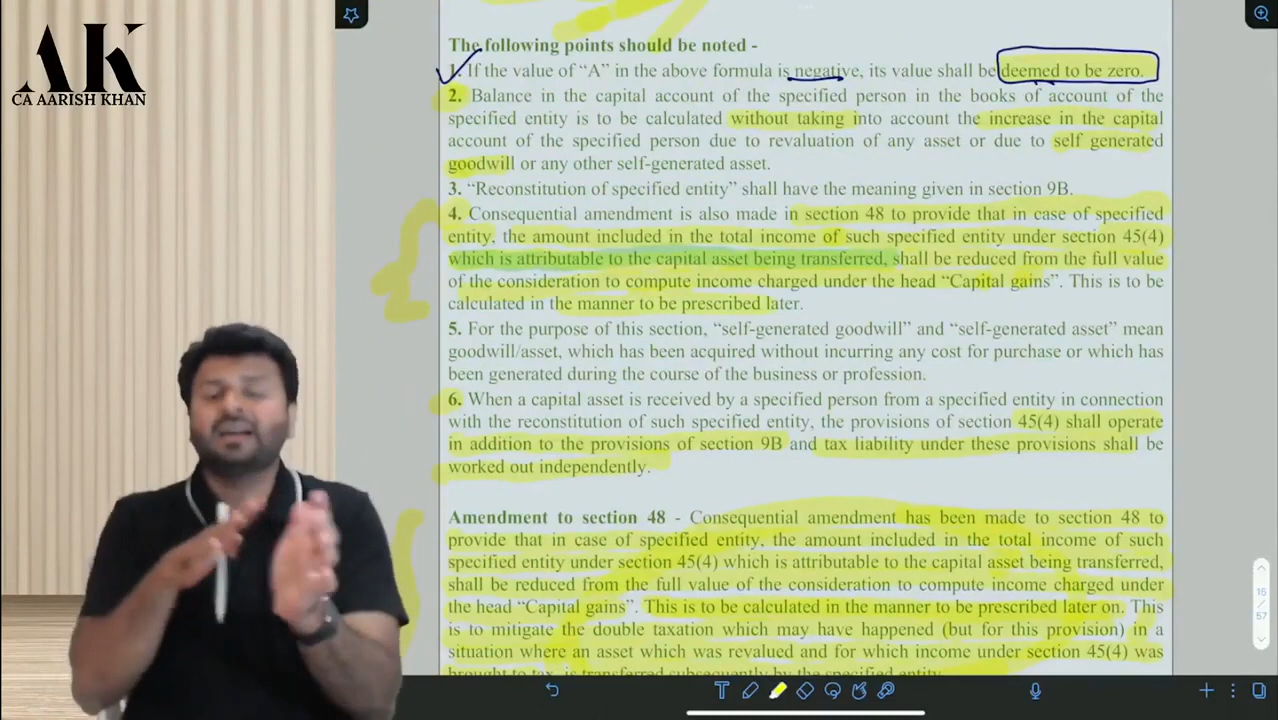 AK
CA AARISH KHAN
The following points should be noted -
1. If the value of “A” in the above formula is negative, its value shall be deemed to be zero.
2. Balance in the capital account of the specified person in the books of account of the
specified entity is to be calculated without taking into account the increase in the capital
account of the specified person due to revaluation of any asset or due to self generated
goodwill or any other self-generated asset.
3. “Reconstitution of specified entity” shall have the meaning given in section 9B.
4. Consequential amendment is also made in section 48 to provide that in case of specified
entity, the amount included in the total income of such specified entity under section 45(4)
which is attributable to the capital asset being transferred, shall be reduced from the full value
of the consideration to compute income charged under the head “Capital gains”. This is to be
calculated in the manner to be prescribed later.
5. For the purpose of this section, “self-generated goodwill” and “self-generated asset” mean
goodwill/asset, which has been acquired without incurring any cost for purchase or which has
been generated during the course of the business or profession.
6. When a capital asset is received by a specified person from a specified entity in connection
with the reconstitution of such specified entity, the provisions of section 45(4) shall operate
in addition to the provisions of section 9B and tax liability under these provisions shall be
worked out independently.
Amendment to section 48 - Consequential amendment has been made to section 48 to
provide that in case of specified entity, the amount included in the total income of such
specified entity under section 45(4) which is attributable to the capital asset being transferred,
shall be reduced from the full value of the consideration to compute income charged under
the head “Capital gains”. This is to be calculated in the manner to be prescribed later on. This
is to mitigate the double taxation which may have happened (but for this provision) in a
situation where an asset which was revalued and for which income under section 45(4) was
brought to tax, is transferred subsequently by the specified entity.
16
/
57
T